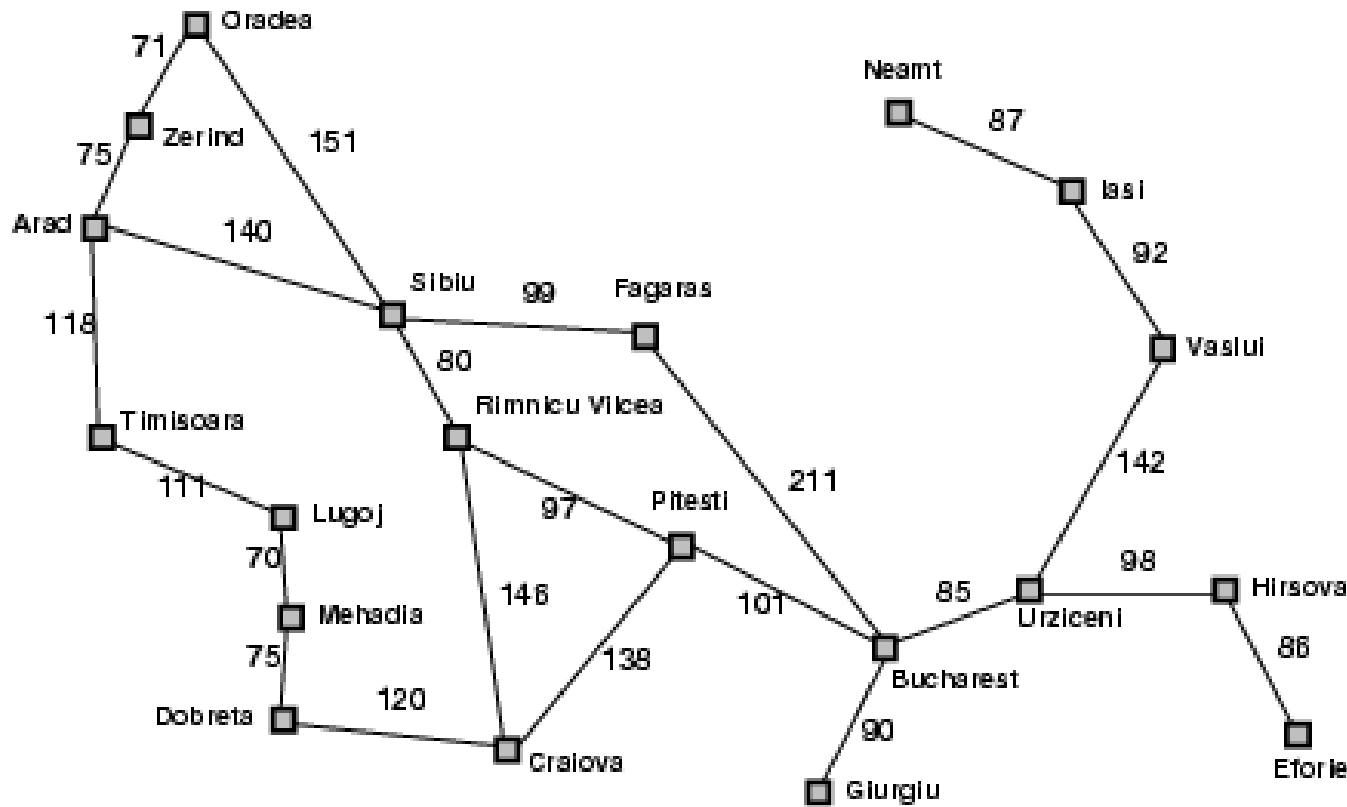 Oradea
71
Neamt
87
Zerind
151
75
Iasi
Arad
140
92
Sibiu
99
Fagaras
118
80
Vaslui
Timisoara
Rimnicu Vilcea
142
111
211
Lugoj
97
Pitesti
70
98
Hirsova
146
101
85
Mehadia
Urziceni
75
138
86
Bucharest
Dobreta
120
90
Craiova
Eforie
Giurgiu